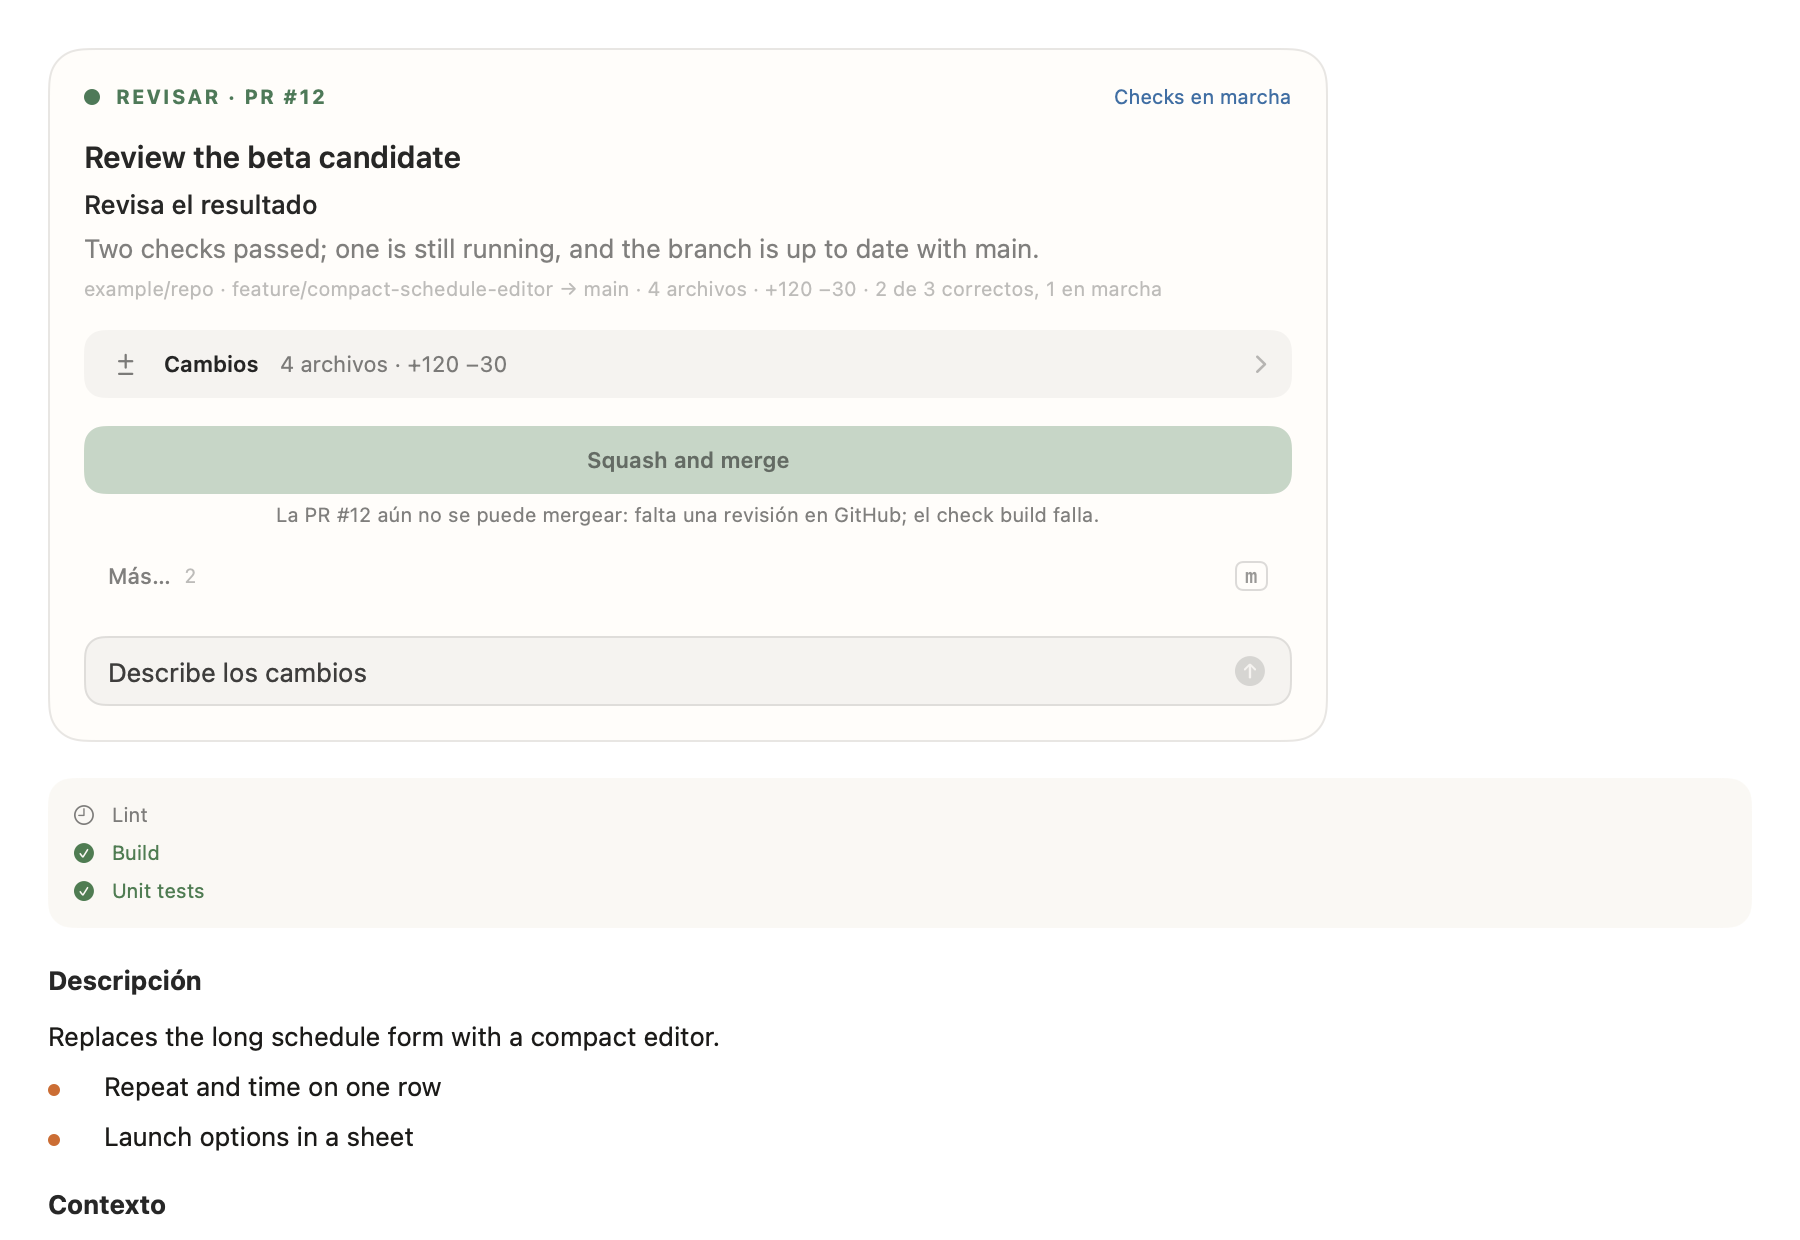 REVISAR · PR #12
Checks en marcha
Review the beta candidate
Revisa el resultado
Two checks passed; one is still running, and the branch is up to date with main.
example/repo · feature/compact-schedule-editor → main · 4 archivos · +120 −30 · 2 de 3 correctos, 1 en marcha
± Cambios 4 archivos · +120 −30
Squash and merge
La PR #12 aún no se puede mergear: falta una revisión en GitHub; el check build falla.
Más... 2
m
Describe los cambios
Lint
Build
Unit tests
Descripción
Replaces the long schedule form with a compact editor.
Repeat and time on one row
Launch options in a sheet
Contexto